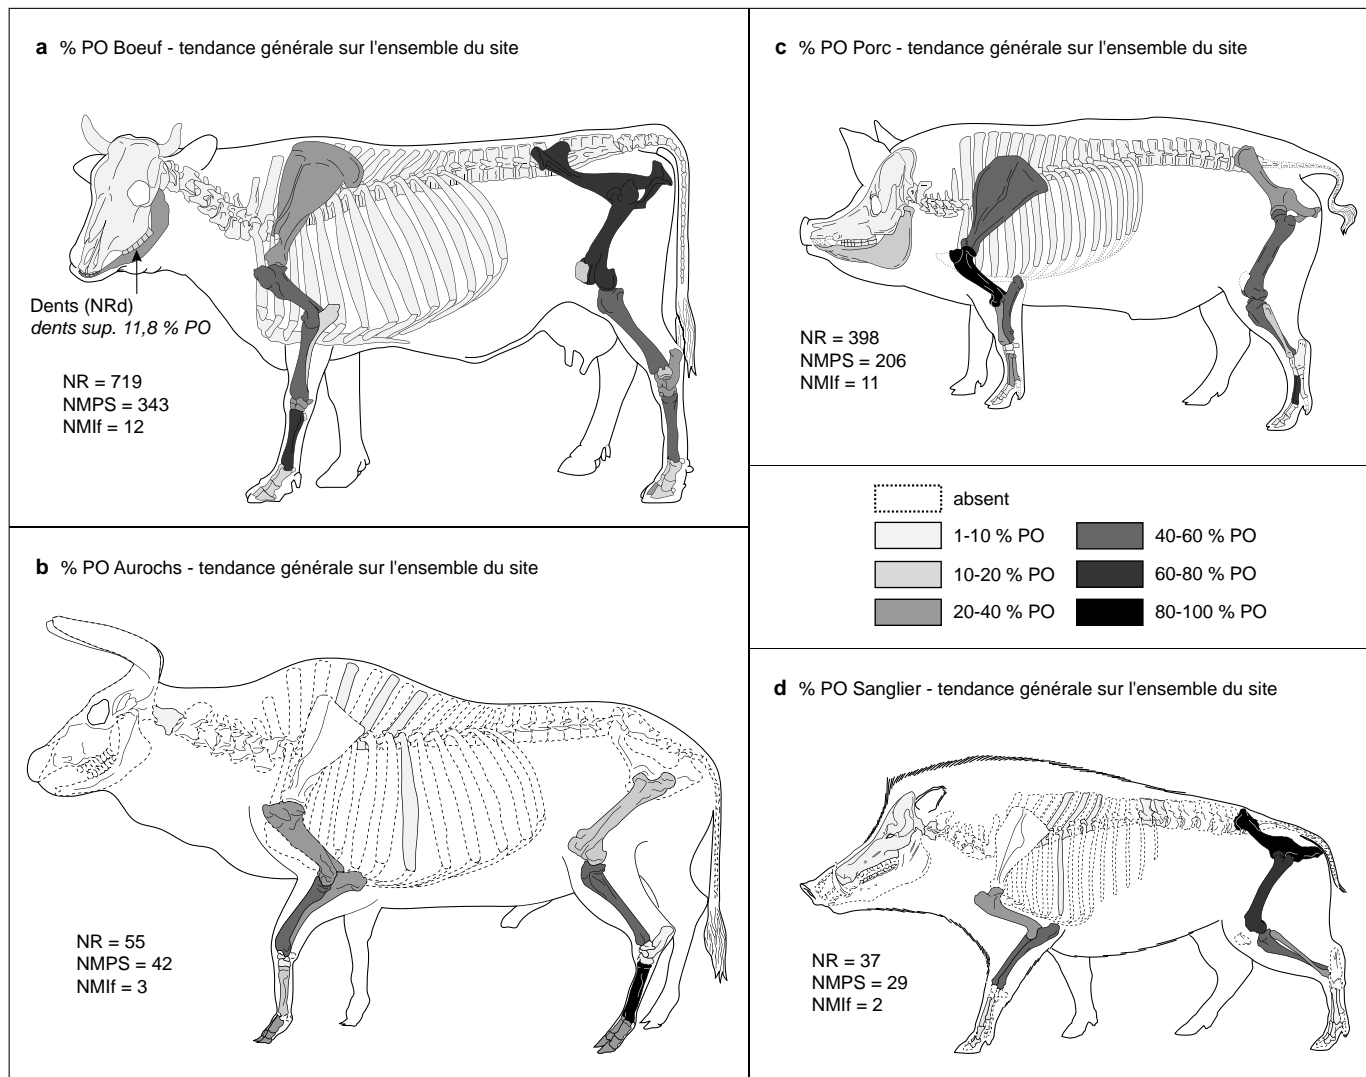 a % PO Boeuf - tendance générale sur l'ensemble du site
Dents (NRd)
dents sup. 11,8 % PO
NR = 719
NMPS = 343
NMIf = 12
b % PO Aurochs - tendance générale sur l'ensemble du site
NR = 55
NMPS = 42
NMIf = 3
c % PO Porc - tendance générale sur l'ensemble du site
NR = 398
NMPS = 206
NMIf = 11
absent
1-10 % PO
10-20 % PO
20-40 % PO
40-60 % PO
60-80 % PO
80-100 % PO
d % PO Sanglier - tendance générale sur l'ensemble du site
NR = 37
NMPS = 29
NMIf = 2